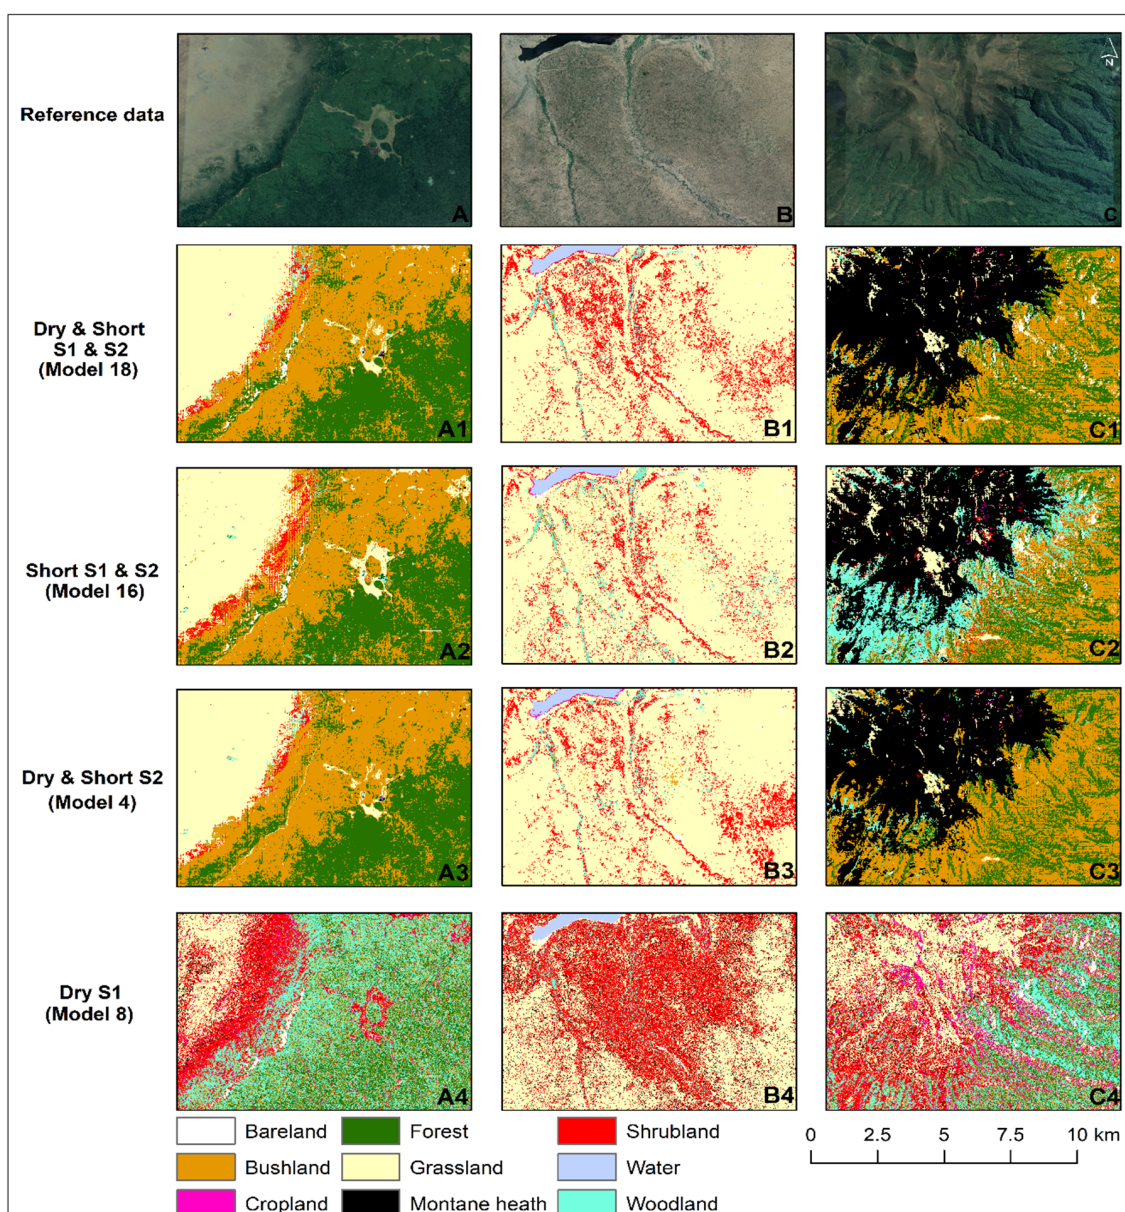 Reference data
A
B
C
N
Dry & Short
S1 & S2
(Model 18)
A1
B1
C1
Short S1 & S2
(Model 16)
A2
B2
C2
Dry & Short S2
(Model 4)
A3
B3
C3
Dry S1
(Model 8)
A4
B4
C4
Bareland
Forest
Shrubland
Bushland
Grassland
Water
Cropland
Montane heath
Woodland
0 2.5 5 7.5 10 km